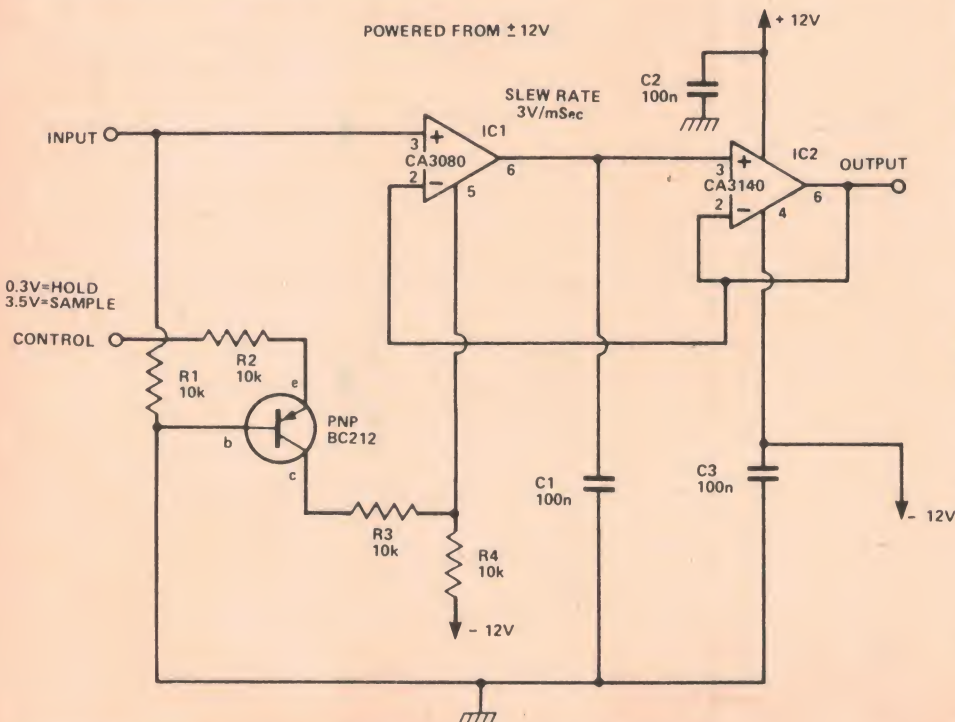 POWERED FROM ± 12V
+ 12V
C2
100n
SLEW RATE
3V/mSec
INPUT
3
+
IC1
CA3080
6
2
−
5
3
+
IC2
CA3140
6
OUTPUT
2
−
4
0.3V=HOLD
3.5V=SAMPLE
CONTROL
R2
10k
R1
10k
e
PNP
BC212
b
c
R3
10k
R4
10k
C1
100n
C3
100n
- 12V
- 12V